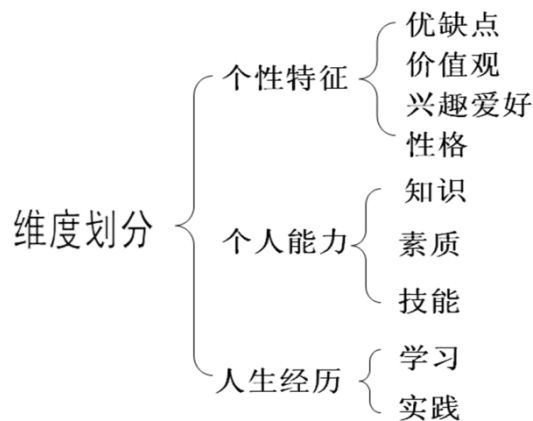 维度划分
个性特征
优缺点
价值观
兴趣爱好
性格
个人能力
知识
素质
技能
人生经历
学习
实践